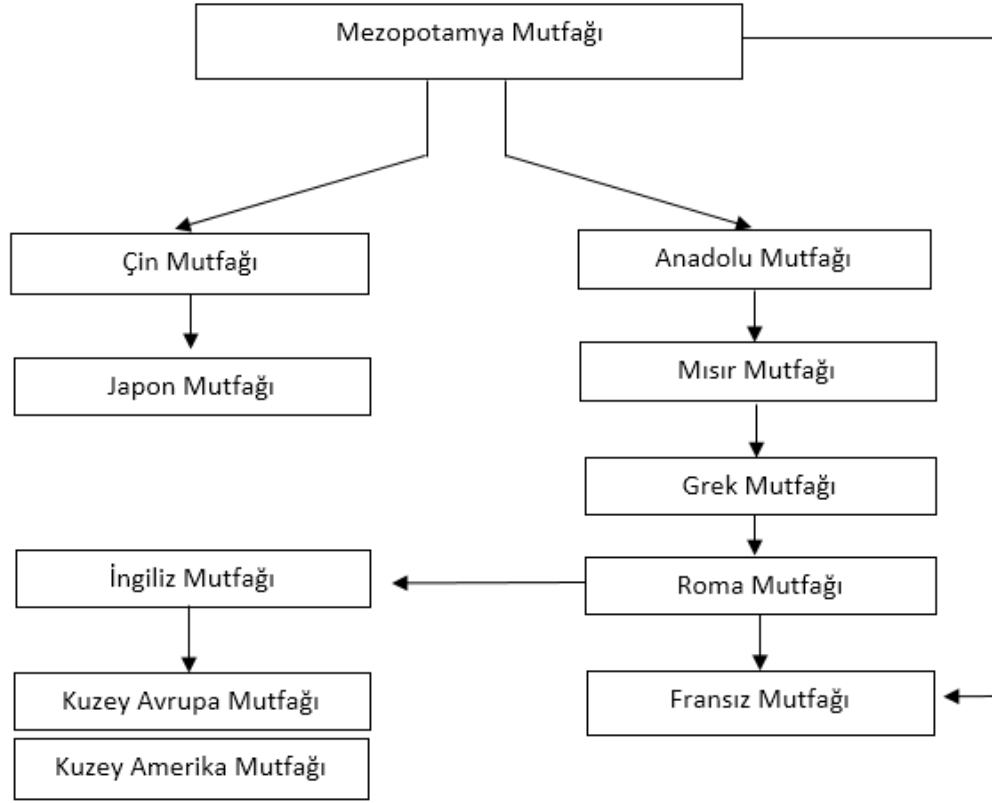 Mezopotamya Mutfağı
Çin Mutfağı
Anadolu Mutfağı
Japon Mutfağı
Mısır Mutfağı
Grek Mutfağı
İngiliz Mutfağı
Roma Mutfağı
Kuzey Avrupa Mutfağı
Fransız Mutfağı
Kuzey Amerika Mutfağı